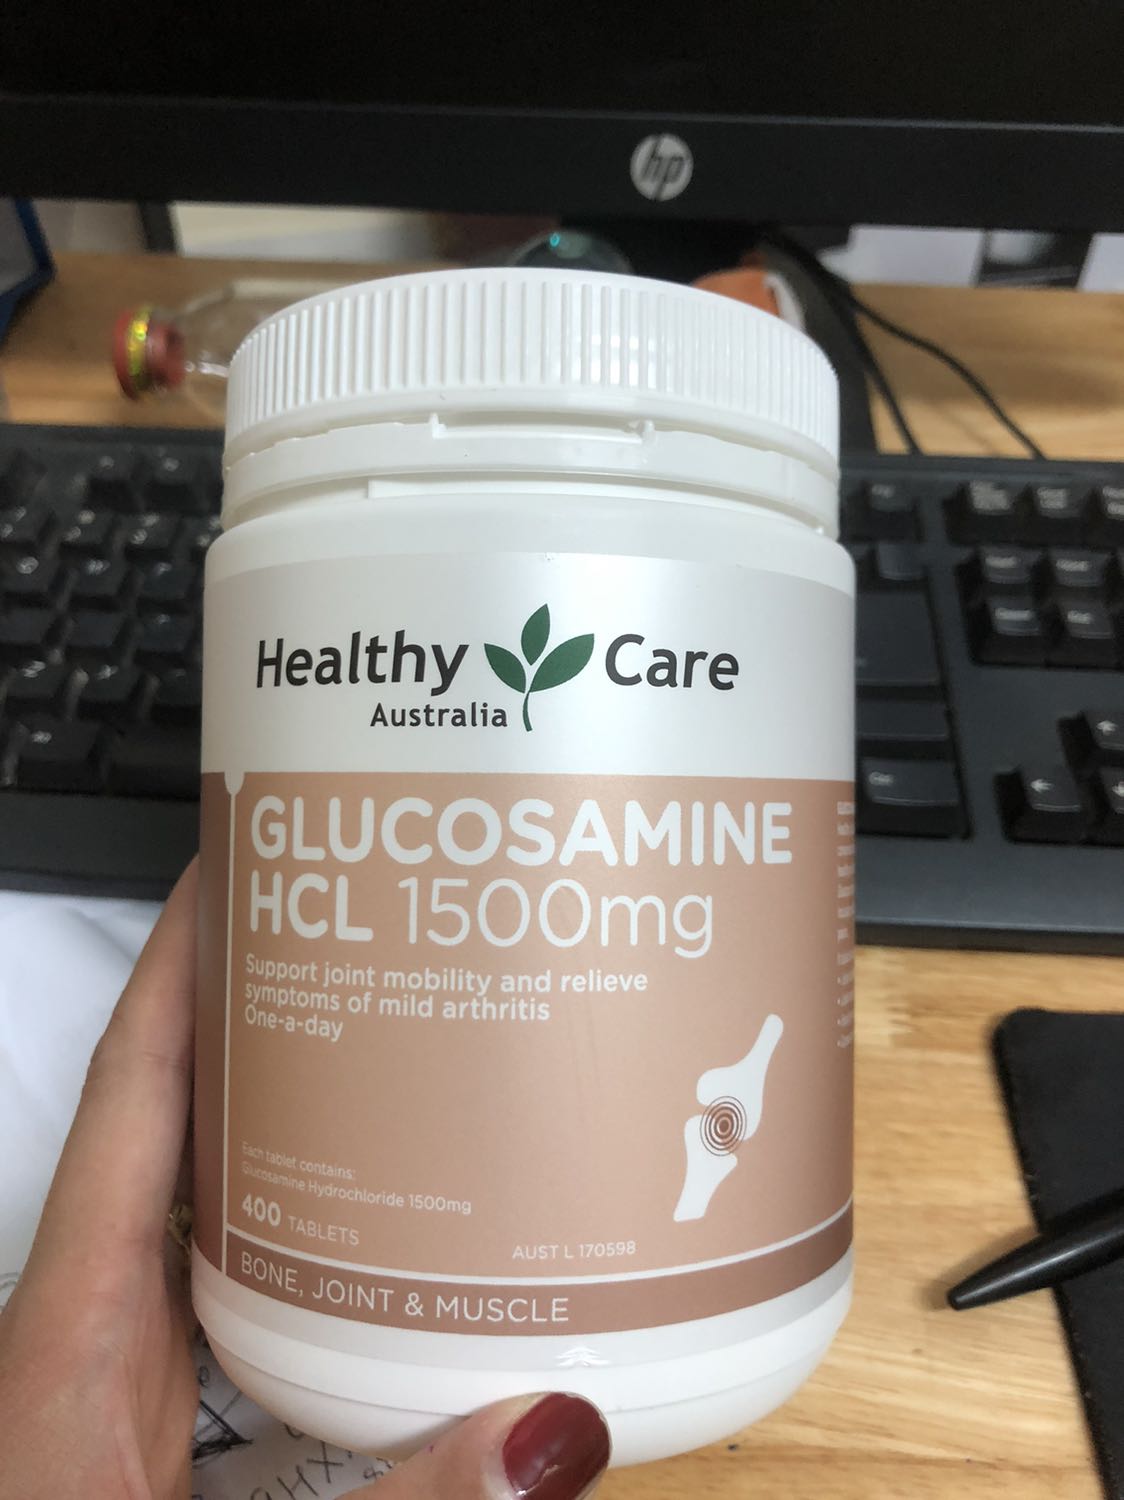 hp
Healthy Care
Australia
GLUCOSAMINE
HCL 1500mg
Support joint mobility and relieve
symptoms of mild arthritis
One-a-day
Each tablet contains:
Glucosamine Hydrochloride 1500mg
400 TABLETS
AUST L 170598
BONE, JOINT & MUSCLE